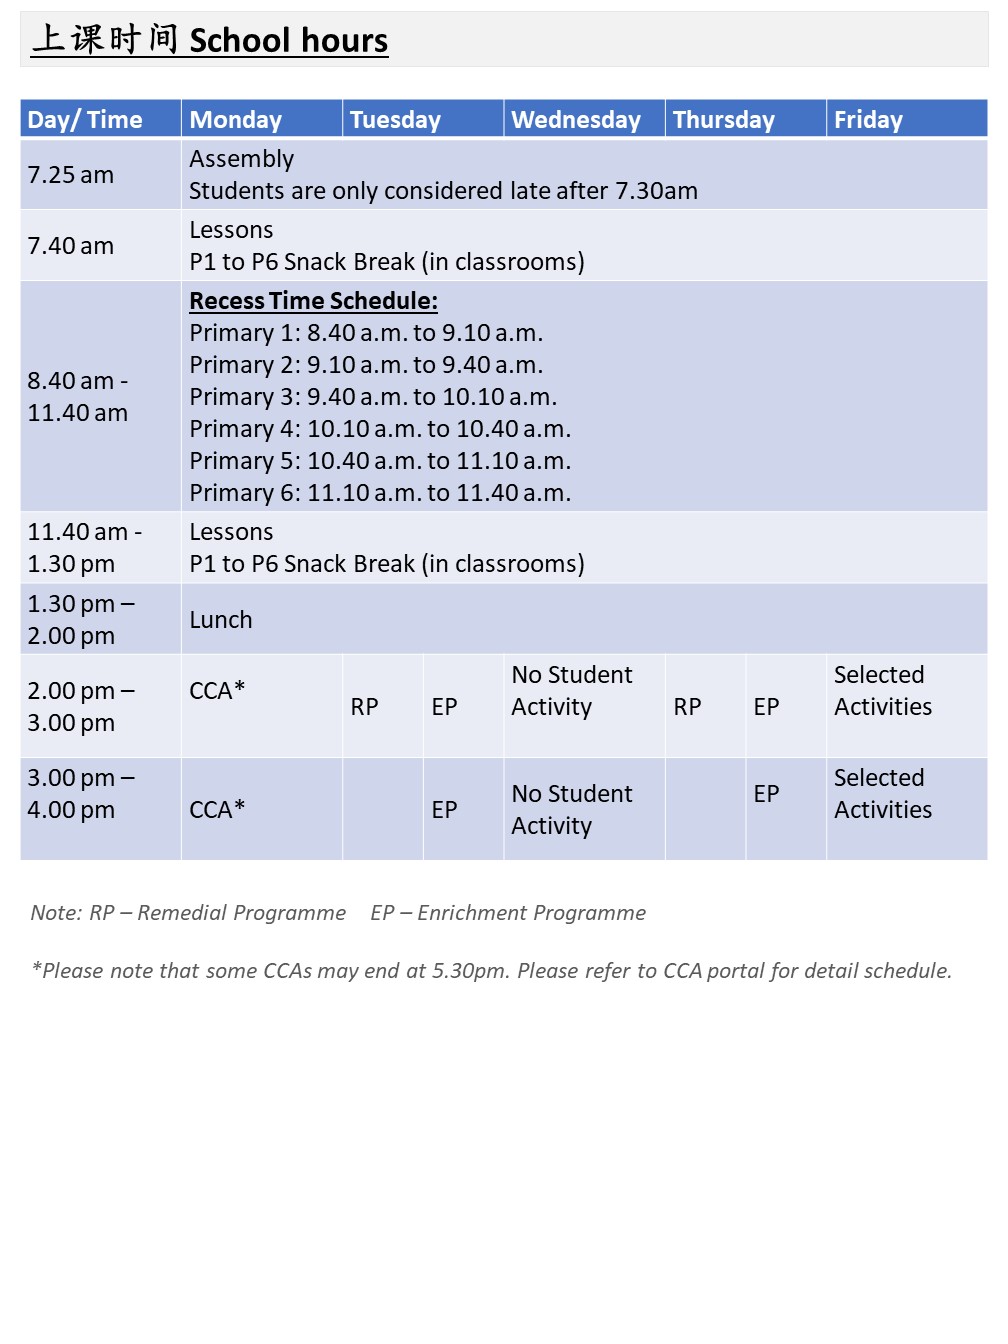 上课时间 School hours
Day/ Time Monday Tuesday Wednesday Thursday Friday
7.25 am
Assembly
Students are only considered late after 7.30am
7.40 am
Lessons
P1 to P6 Snack Break (in classrooms)
8.40 am -
11.40 am
Recess Time Schedule:
Primary 1: 8.40 a.m. to 9.10 a.m.
Primary 2: 9.10 a.m. to 9.40 a.m.
Primary 3: 9.40 a.m. to 10.10 a.m.
Primary 4: 10.10 a.m. to 10.40 a.m.
Primary 5: 10.40 a.m. to 11.10 a.m.
Primary 6: 11.10 a.m. to 11.40 a.m.
11.40 am -
1.30 pm
Lessons
P1 to P6 Snack Break (in classrooms)
1.30 pm –
2.00 pm
Lunch
2.00 pm –
3.00 pm
CCA*
RP
EP
No Student
Activity
RP
EP
Selected
Activities
3.00 pm –
4.00 pm
CCA*
EP
No Student
Activity
EP
Selected
Activities
Note: RP – Remedial Programme EP – Enrichment Programme
*Please note that some CCAs may end at 5.30pm. Please refer to CCA portal for detail schedule.